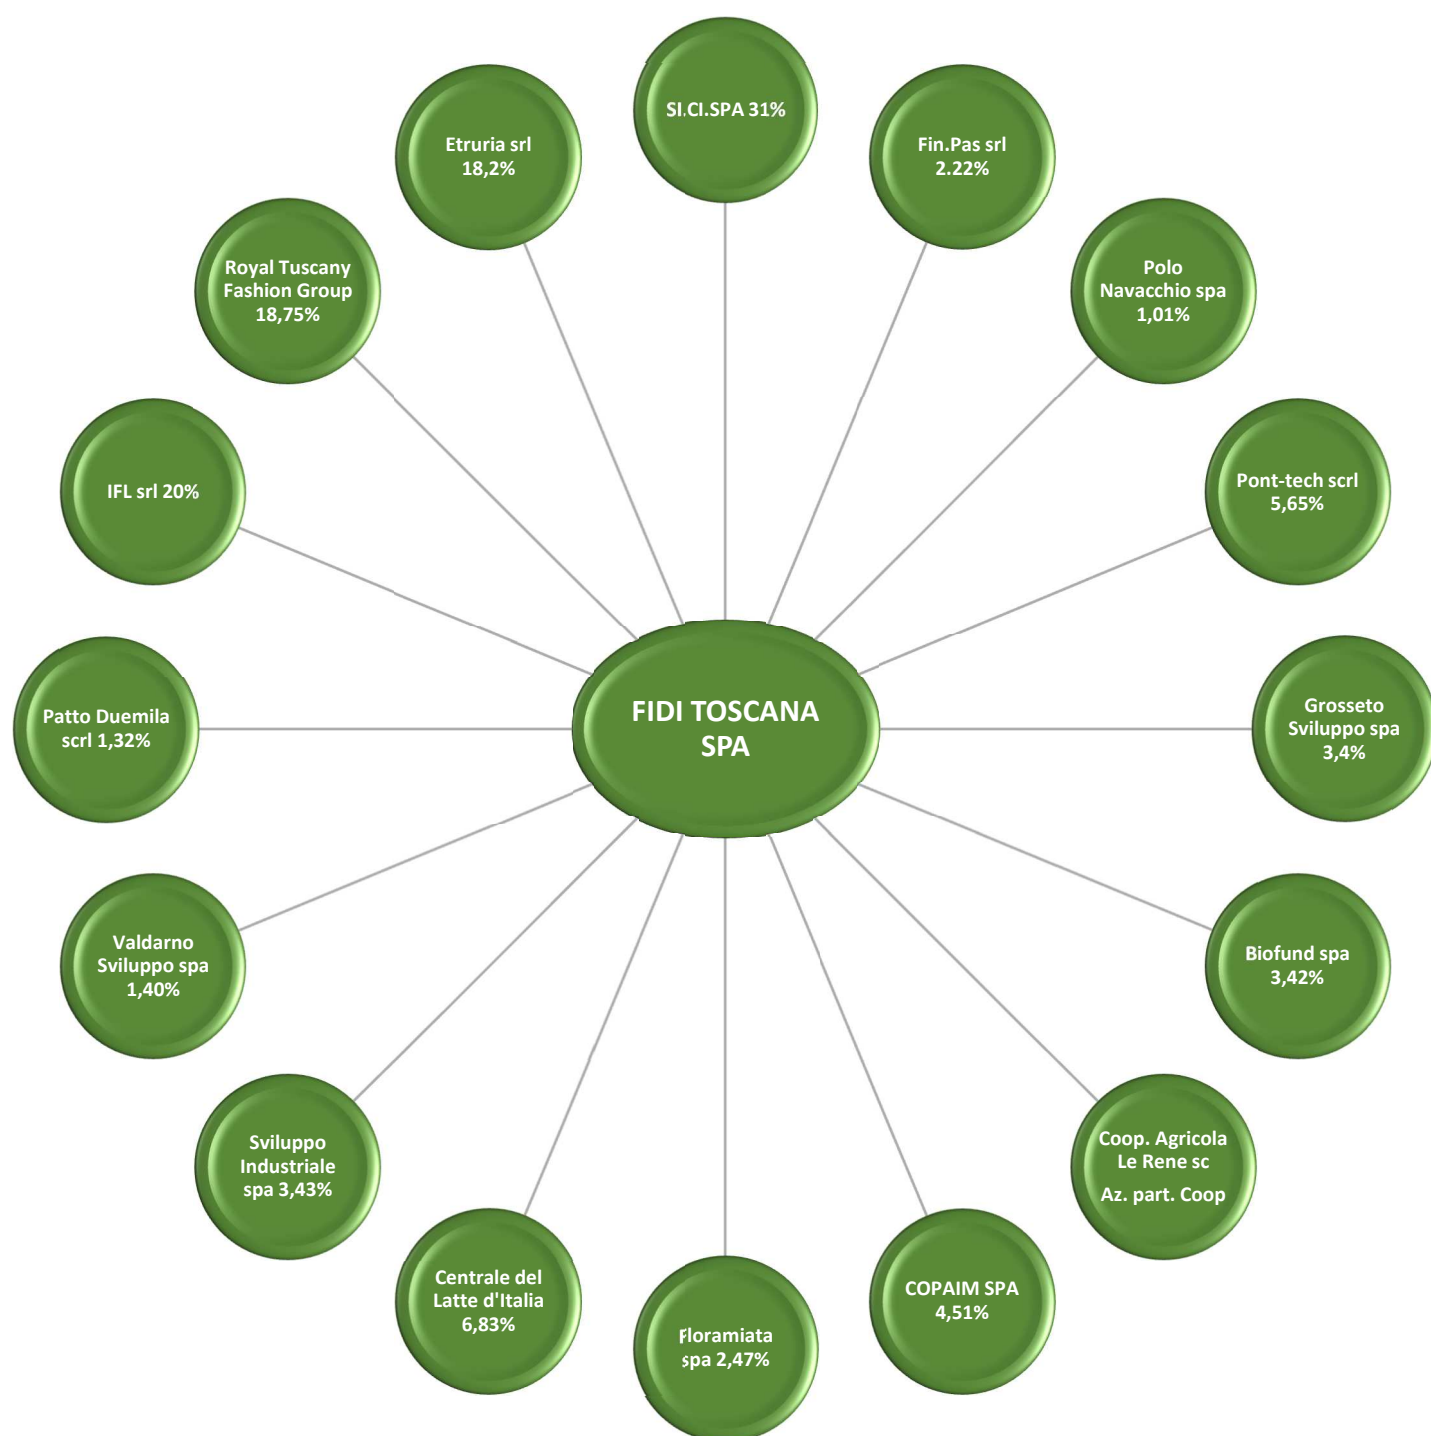 SI.CI.SPA 31%
Fin.Pas srl
2.22%
Polo
Navacchio spa
1,01%
Pont-tech scrl
5,65%
Grosseto
Sviluppo spa
3,4%
Biofund spa
3,42%
Coop. Agricola
Le Rene sc
Az. part. Coop
COPAIM SPA
4,51%
Floramiata
spa 2,47%
Centrale del
Latte d'Italia
6,83%
Sviluppo
Industriale
spa 3,43%
Valdarno
Sviluppo spa
1,40%
Patto Duemila
scrl 1,32%
IFL srl 20%
Royal Tuscany
Fashion Group
18,75%
Etruria srl
18,2%
FIDI TOSCANA
SPA